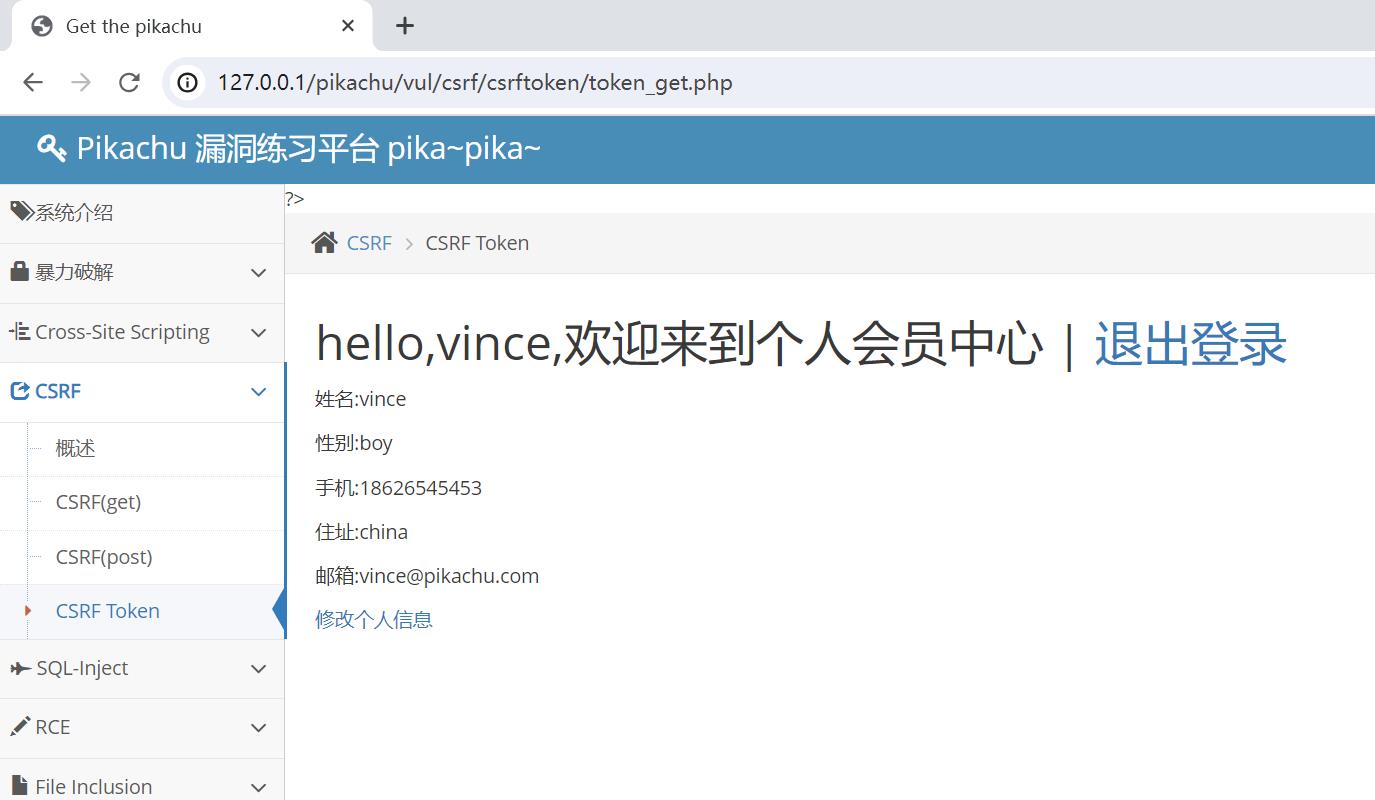 Get the pikachu
127.0.0.1/pikachu/vul/csrf/csrftoken/token_get.php
Pikachu 漏洞练习平台 pika~pika~
系统介绍
暴力破解
Cross-Site Scripting
CSRF
概述
CSRF(get)
CSRF(post)
CSRF Token
SQL-Inject
RCE
File Inclusion
?>
CSRF > CSRF Token
hello,vince,欢迎来到个人会员中心 | 退出登录
姓名:vince
性别:boy
手机:18626545453
住址:china
邮箱:vince@pikachu.com
修改个人信息